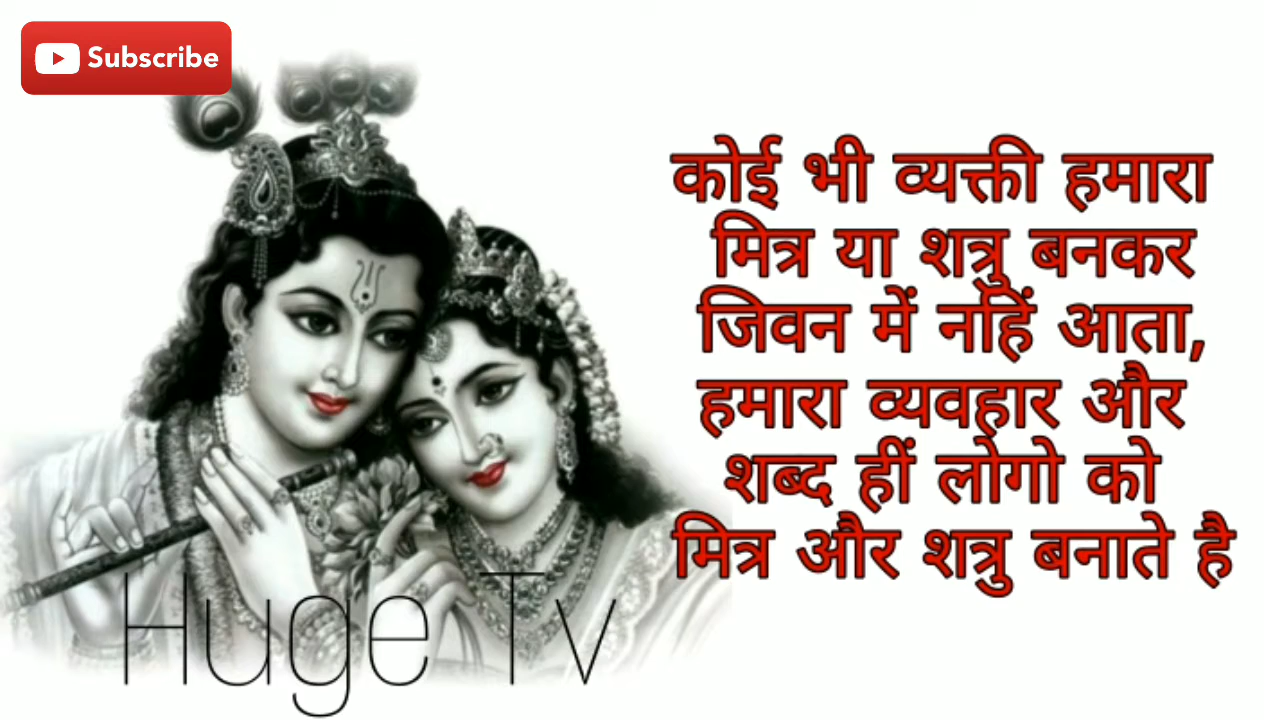 Subscribe
कोई भी व्यक्ती हमारा
मित्र या शत्रु बनकर
जिवन में नहिं आता,
हमारा व्यवहार और
शब्द हीं लोगो को
मित्र और शत्रु बनाते है
Huge Tv